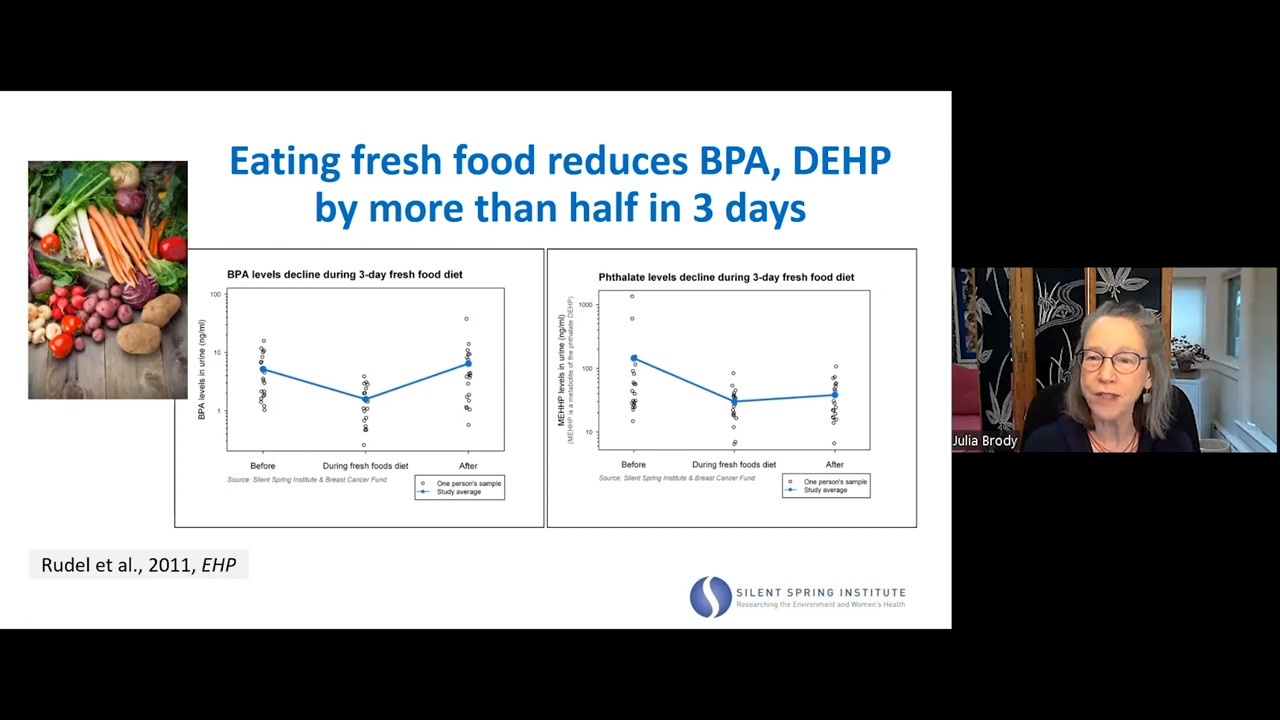 Eating fresh food reduces BPA, DEHP
by more than half in 3 days
BPA levels decline during 3-day fresh food diet
BPA levels in urine (ng/ml)
100
10
1
Before
During fresh foods diet
After
Source: Silent Spring Institute & Breast Cancer Fund
One person's sample
Study average
Phthalate levels decline during 3-day fresh food diet
MEHHP levels in urine (ng/ml)
(MEHHP is a metabolite of the phthalate DEHP)
1000
100
10
Before
During fresh foods diet
After
Source: Silent Spring Institute & Breast Cancer Fund
One person's sample
Study average
Rudel et al., 2011, EHP
SILENT SPRING INSTITUTE
Researching the Environment and Women's Health
Julia Brody